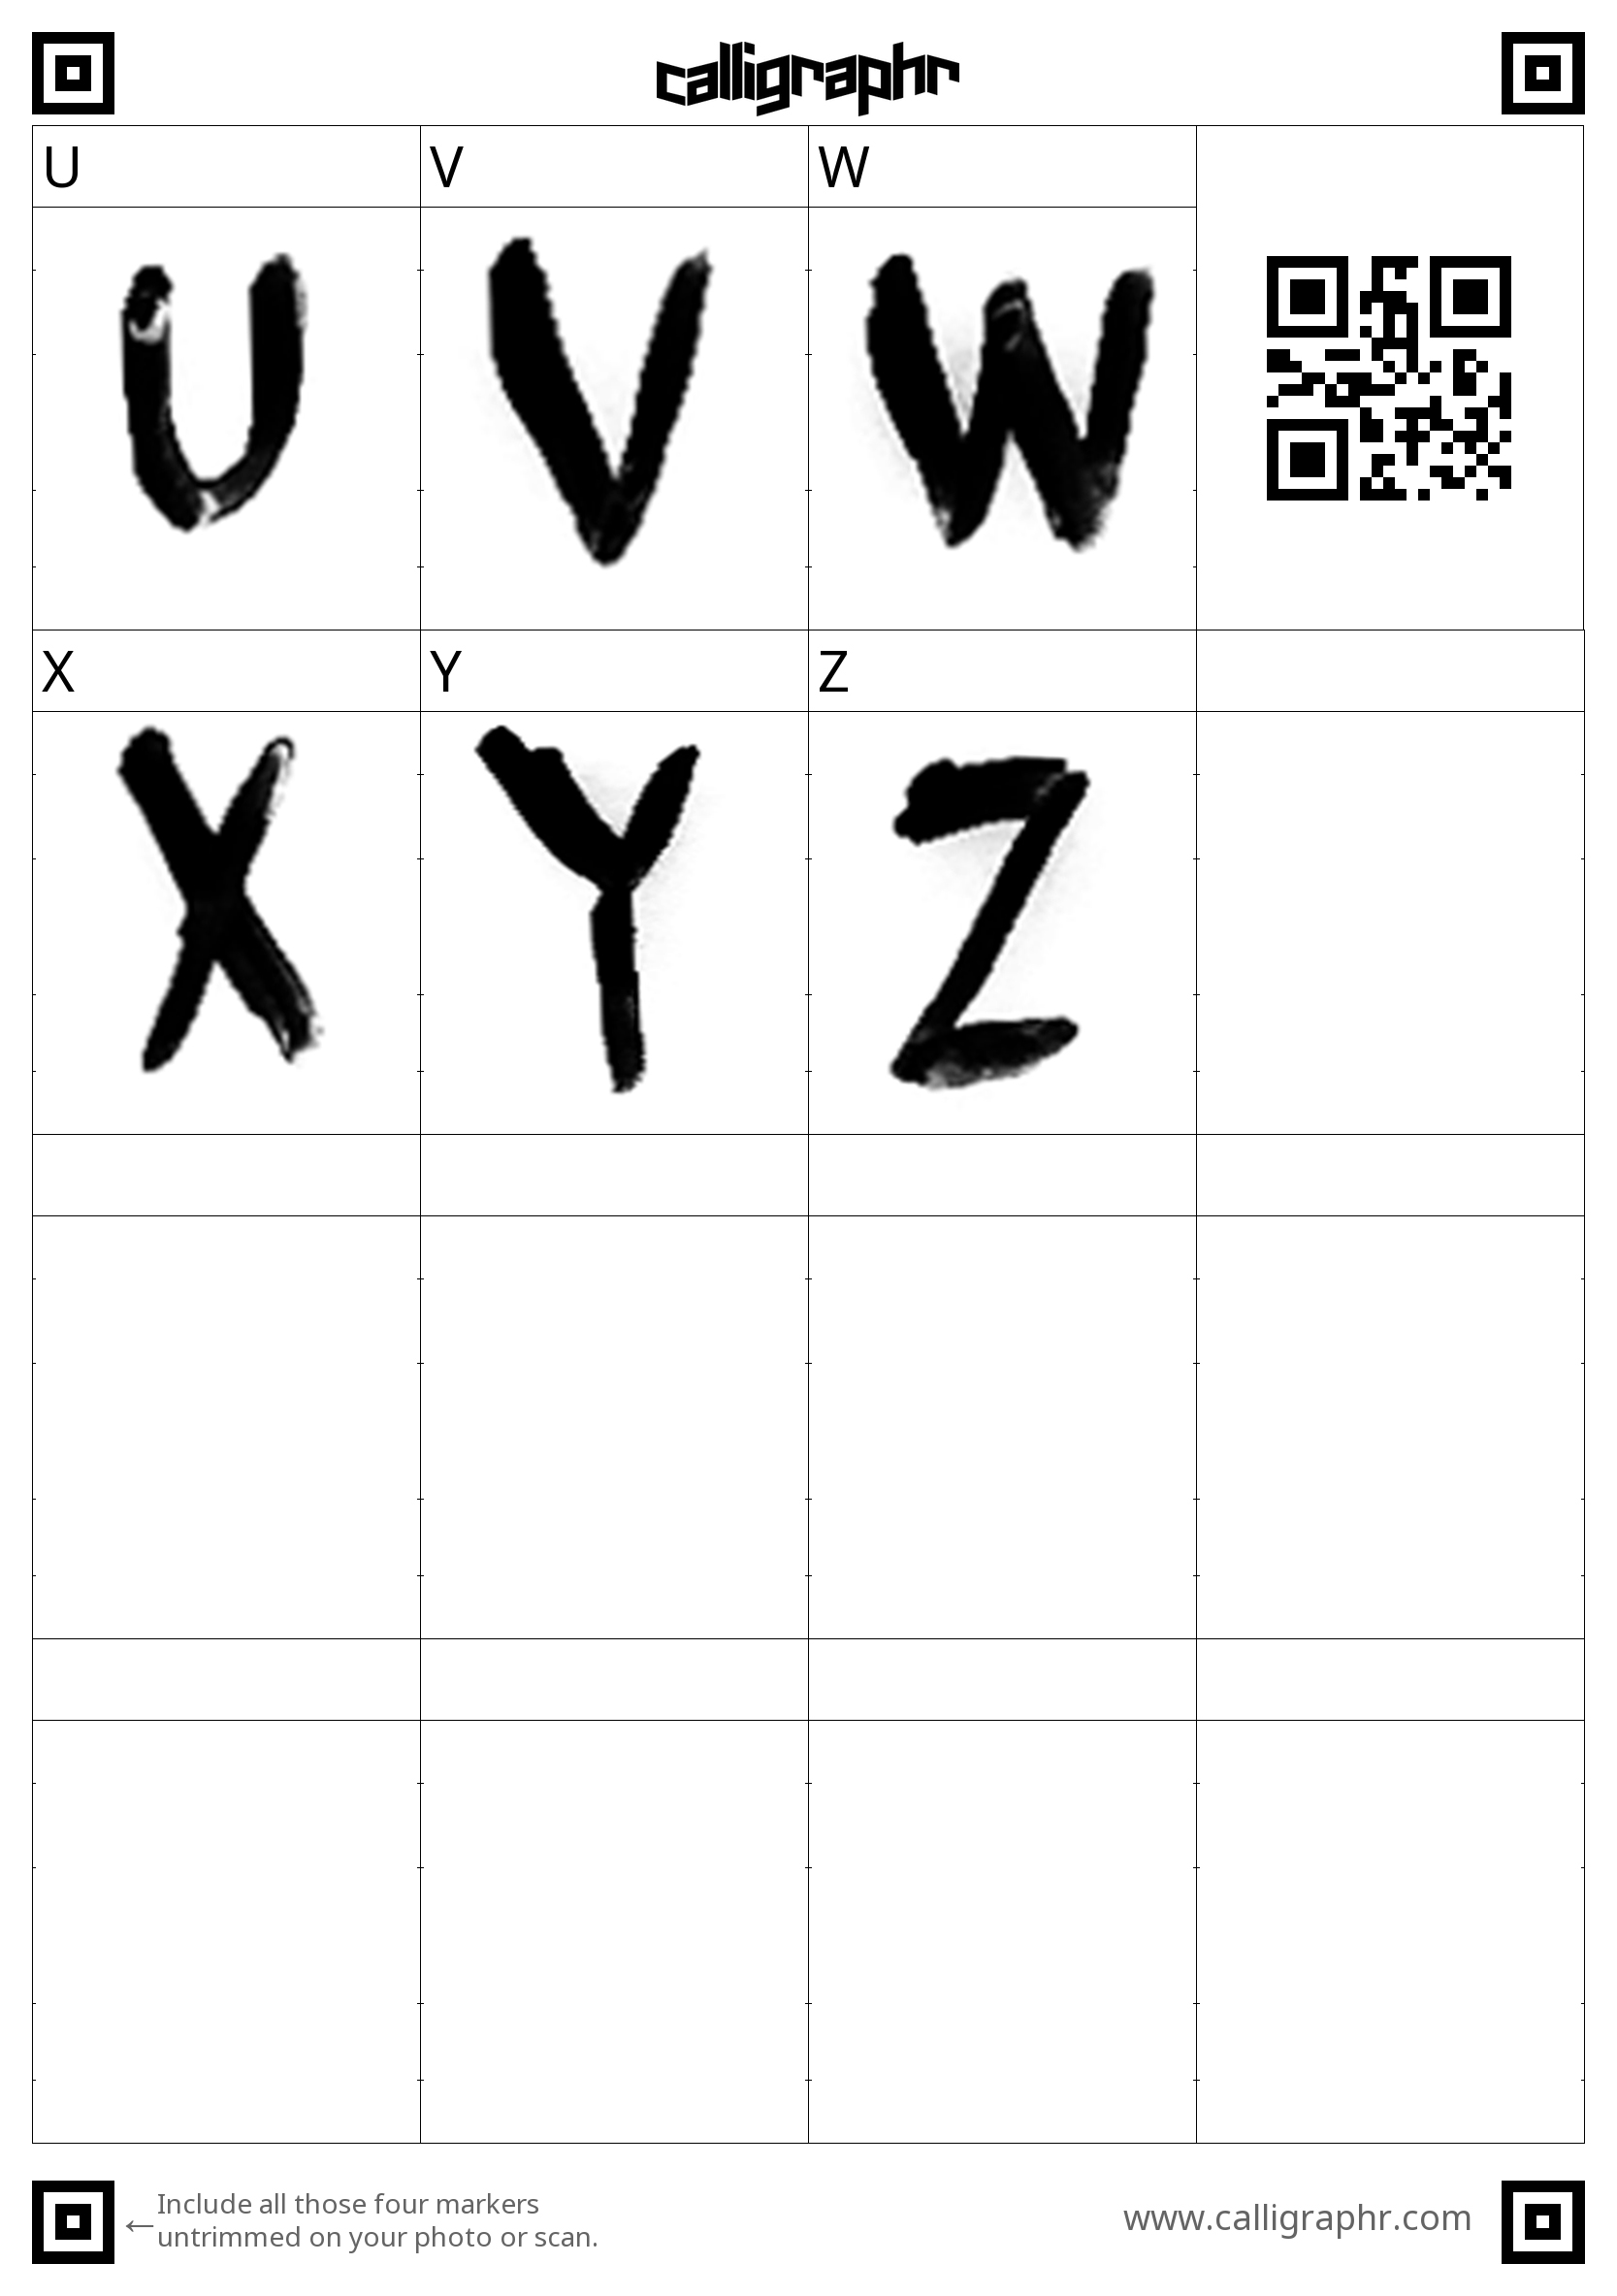 calligraphr
U V W
U V W
X Y Z
X Y Z
←Include all those four markers
untrimmed on your photo or scan.
www.calligraphr.com